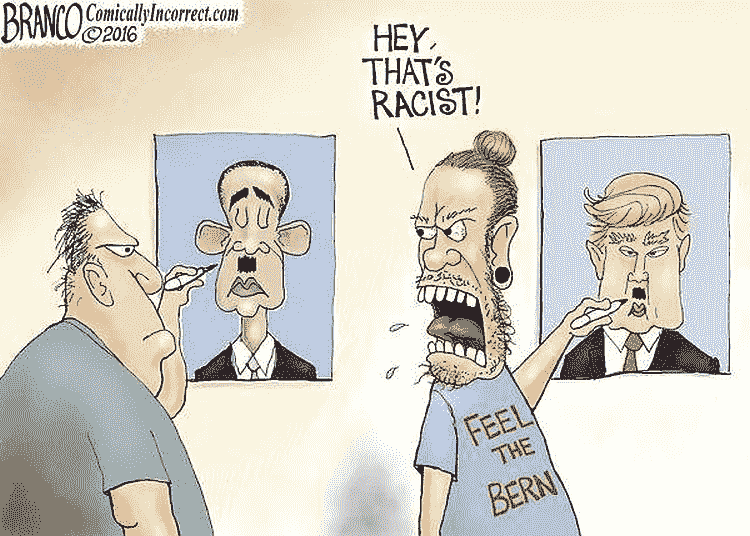 BRANCO ComicallyIncorrect.com
©2016
HEY,
THAT'S
RACIST!
FEEL
THE
BERN